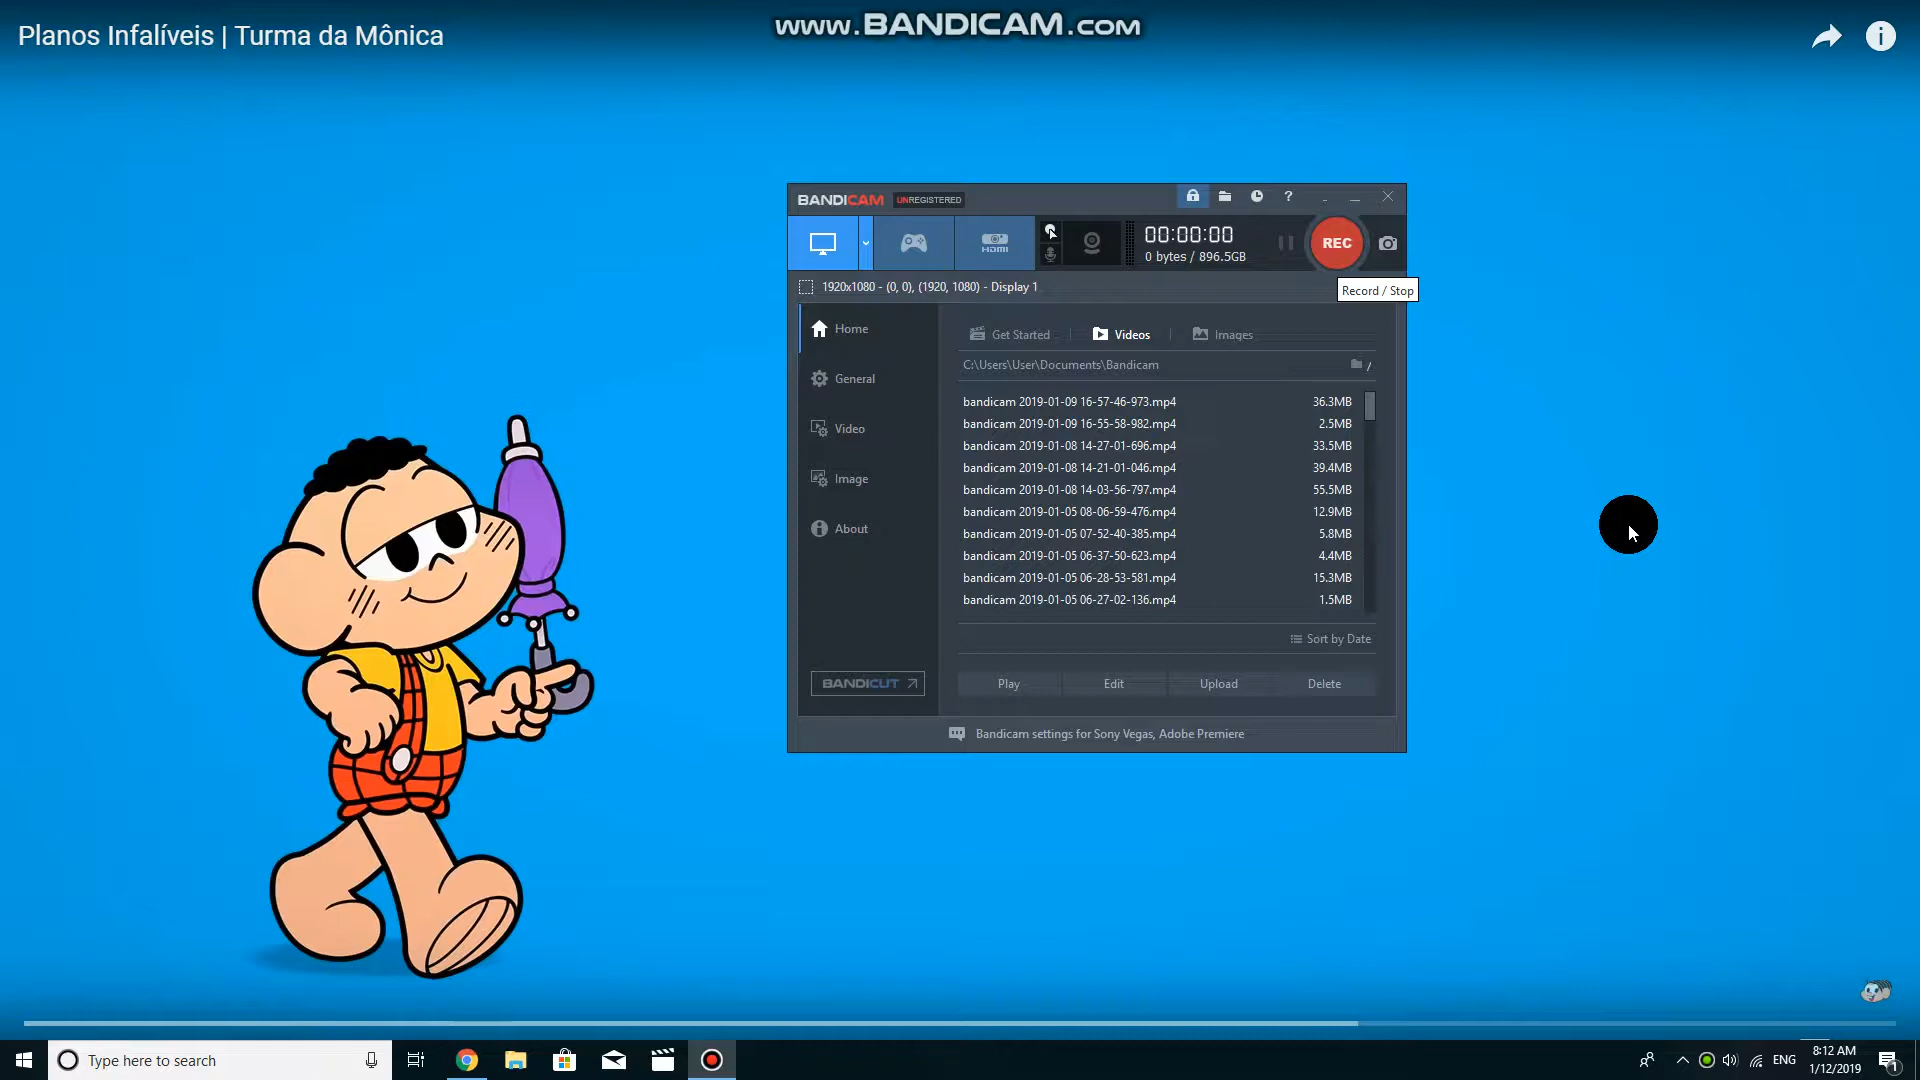 Planos Infalíveis | Turma da Mônica
www.BANDICAM.com
BANDICAM UNREGISTERED
?
HDMI
00:00:00
0 bytes / 896.5GB
REC
1920x1080 - (0, 0), (1920, 1080) - Display 1
Record / Stop
Home
General
Video
Image
About
BANDICUT
Get Started
Videos
Images
C:\Users\User\Documents\Bandicam
/
bandicam 2019-01-09 16-57-46-973.mp4 36.3MB
bandicam 2019-01-09 16-55-58-982.mp4 2.5MB
bandicam 2019-01-08 14-27-01-696.mp4 33.5MB
bandicam 2019-01-08 14-21-01-046.mp4 39.4MB
bandicam 2019-01-08 14-03-56-797.mp4 55.5MB
bandicam 2019-01-05 08-06-59-476.mp4 12.9MB
bandicam 2019-01-05 07-52-40-385.mp4 5.8MB
bandicam 2019-01-05 06-37-50-623.mp4 4.4MB
bandicam 2019-01-05 06-28-53-581.mp4 15.3MB
bandicam 2019-01-05 06-27-02-136.mp4 1.5MB
Sort by Date
Play Edit Upload Delete
Bandicam settings for Sony Vegas, Adobe Premiere
Type here to search
ENG
8:12 AM
1/12/2019
1